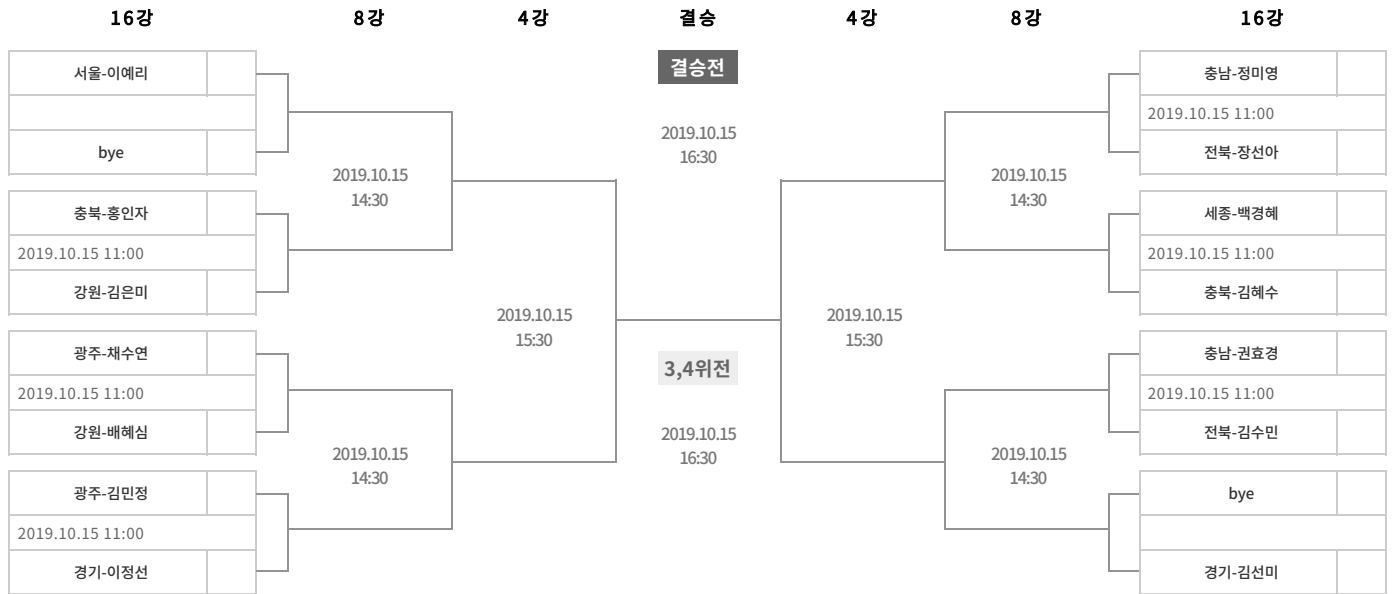 16강 8강 4강 결승 4강 8강 16강
서울-이예리
bye
충북-홍인자
2019.10.15 11:00
강원-김은미
광주-채수연
2019.10.15 11:00
강원-배혜심
광주-김민정
2019.10.15 11:00
경기-이정선
2019.10.15
14:30
2019.10.15
14:30
2019.10.15
15:30
결승전
2019.10.15
16:30
3,4위전
2019.10.15
16:30
2019.10.15
15:30
2019.10.15
14:30
2019.10.15
14:30
충남-정미영
2019.10.15 11:00
전북-장선아
세종-백경혜
2019.10.15 11:00
충북-김혜수
충남-권효경
2019.10.15 11:00
전북-김수민
bye
경기-김선미